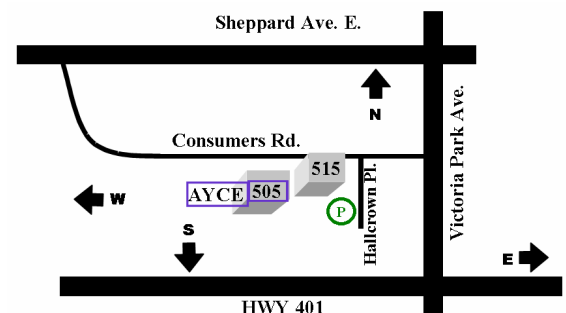 Sheppard Ave. E.
N
Consumers Rd.
515
AYCE 505
W
P
Hallcrown Pl.
Victoria Park Ave.
S
E
HWY 401